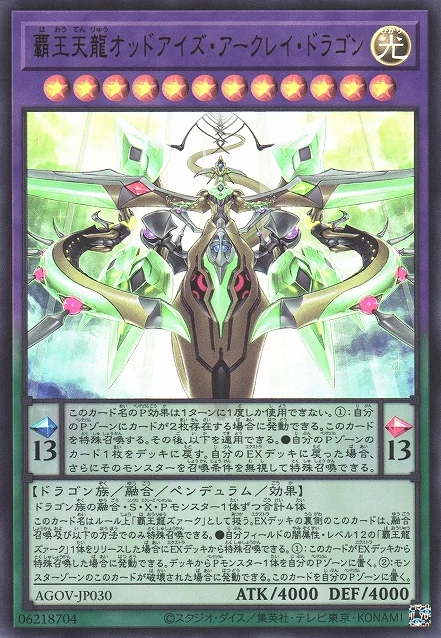 覇王天龍オッドアイズ・アークレイ・ドラゴン
光
このカード名のP効果は1ターンに1度しか使用できない。①：自分
のPゾーンにカードが2枚存在する場合に発動できる。このカード
を特殊召喚する。その後、以下を適用できる。●自分のPゾーンの
カード1枚をデッキに戻す。自分のEXデッキに戻った場合、
さらにそのモンスターを召喚条件を無視して特殊召喚できる。
13
13
【ドラゴン族／融合／ペンデュラム／効果】
ドラゴン族の融合・S・X・Pモンスター1体ずつ合計4体
このカード名はルール上「覇王龍ズァーク」として扱う。EXデッキの裏側のこのカードは、融合
召喚及び以下の方法でのみ特殊召喚できる。●自分フィールドの闇属性・レベル12の「覇王龍
ズァーク」1体をリリースした場合にEXデッキから特殊召喚できる。①：このカードがEXデッキから
特殊召喚した場合に発動できる。デッキからPモンスター1体を自分のPゾーンに置く。②：モンス
ターゾーンのこのカードが破壊された場合に発動できる。このカードを自分のPゾーンに置く。
AGOV-JP030
ATK/4000 DEF/4000
06218704
©スタジオ・ダイス／集英社・テレビ東京・KONAMI